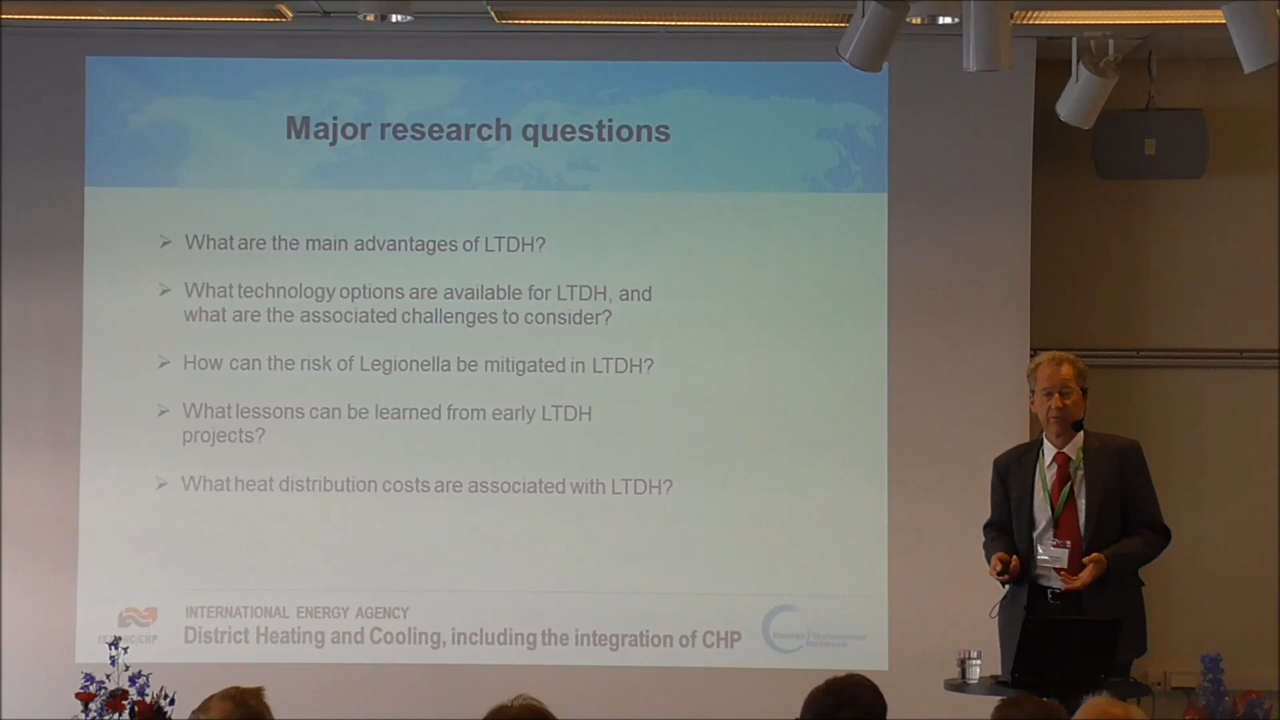 Major research questions
What are the main advantages of LTDH?
What technology options are available for LTDH, and
what are the associated challenges to consider?
How can the risk of Legionella be mitigated in LTDH?
What lessons can be learned from early LTDH
projects?
What heat distribution costs are associated with LTDH?
INTERNATIONAL ENERGY AGENCY
District Heating and Cooling, including the integration of CHP
Energy Technology
Network